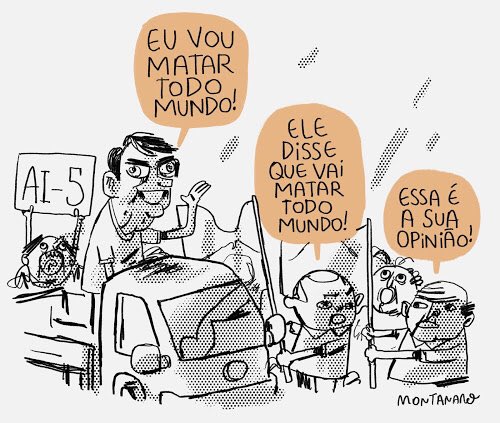 EU VOU
MATAR
TODO
MUNDO!
AI-5
ELE
DISSE
QUE VAI
MATAR
TODO
MUNDO!
ESSA É
A SUA
OPINIÃO!
MONTANARO